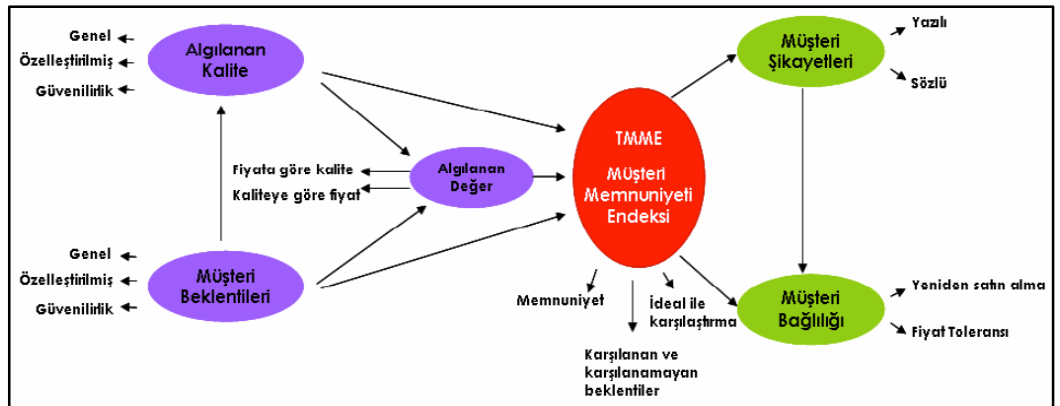 Genel
Özelleştirilmiş
Güvenilirlik
Algılanan
Kalite
Müşteri
Şikayetleri
Yazılı
Sözlü
TMME
Müşteri
Memnuniyeti
Endeksi
Fiyata göre kalite
Kaliteye göre fiyat
Algılanan
Değer
Genel
Özelleştirilmiş
Güvenilirlik
Müşteri
Beklentileri
Memnuniyet
İdeal ile
karşılaştırma
Karşılanan ve
karşılanamayan
beklentiler
Müşteri
Bağlılığı
Yeniden satın alma
Fiyat Toleransı